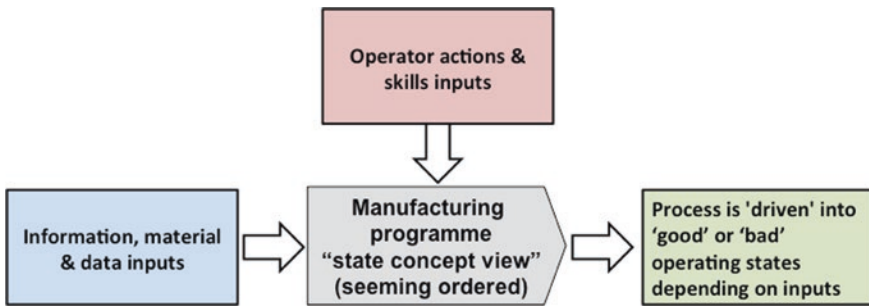 Operator actions &
skills inputs
Information, material
& data inputs
Manufacturing
programme
“state concept view”
(seeming ordered)
Process is 'driven' into
‘good’ or ‘bad’
operating states
depending on inputs